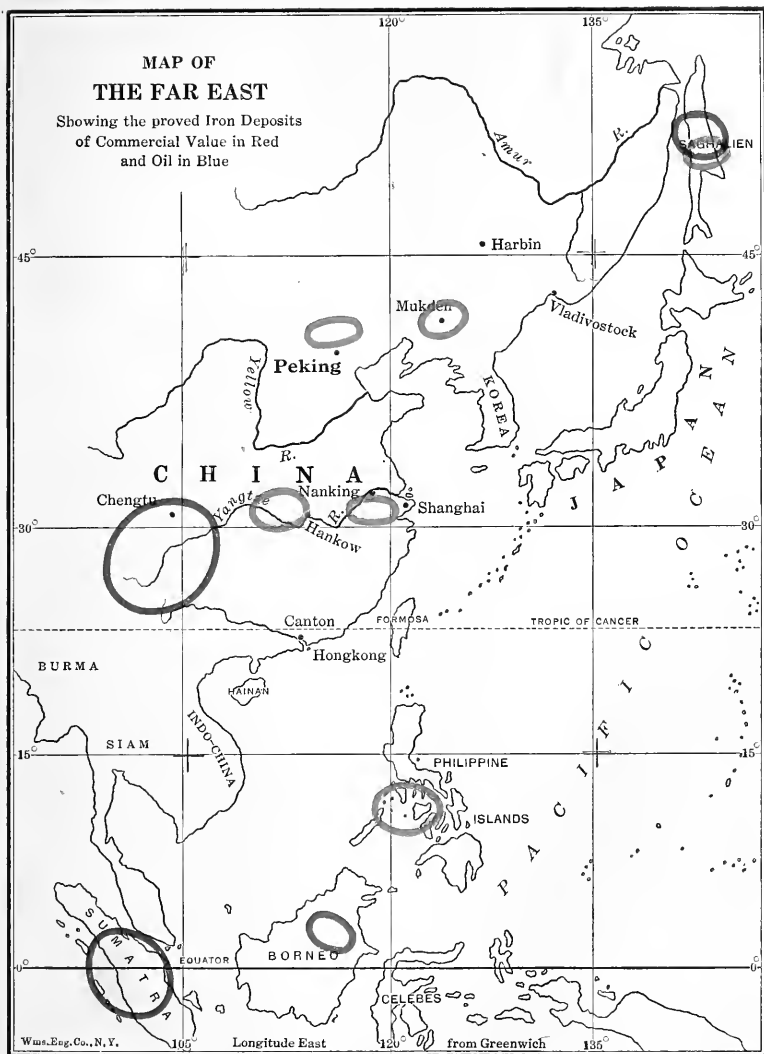 120°
135°
MAP OF
THE FAR EAST
Showing the proved Iron Deposits
of Commercial Value in Red
and Oil in Blue
Amur
R.
SAGHALIEN
Harbin
45°
45°
Mukden
Vladivostock
Peking
Yellow
R.
KOREA
JAPAN
CHINA
Chengtu
Yangtse
R.
Nanking
Shanghai
Hankow
30°
30°
Canton
FORMOSA
TROPIC OF CANCER
Hongkong
BURMA
HAINAN
SIAM
INDO-CHINA
PACIFIC
OCEAN
15°
15°
PHILIPPINE
ISLANDS
SUMATRA
EQUATOR
BORNEO
0°
0°
CELEBES
Wms.Eng.Co., N.Y.
105°
Longitude East
120°
from Greenwich
135°